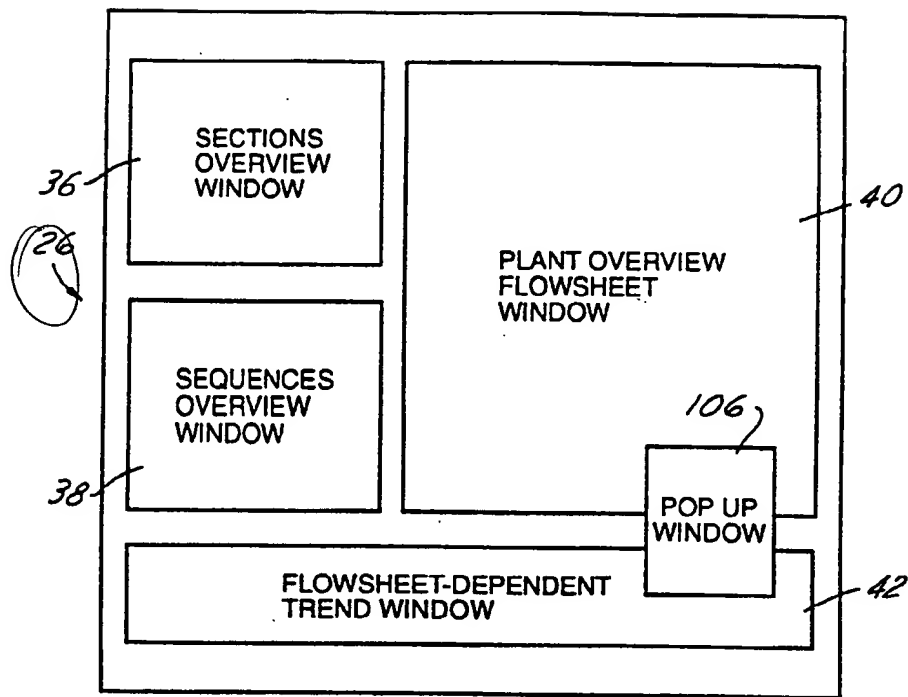 SECTIONS
OVERVIEW
WINDOW
36
26
40
PLANT OVERVIEW
FLOWSHEET
WINDOW
SEQUENCES
OVERVIEW
WINDOW
38
106
POP UP
WINDOW
FLOWSHEET-DEPENDENT
TREND WINDOW
42